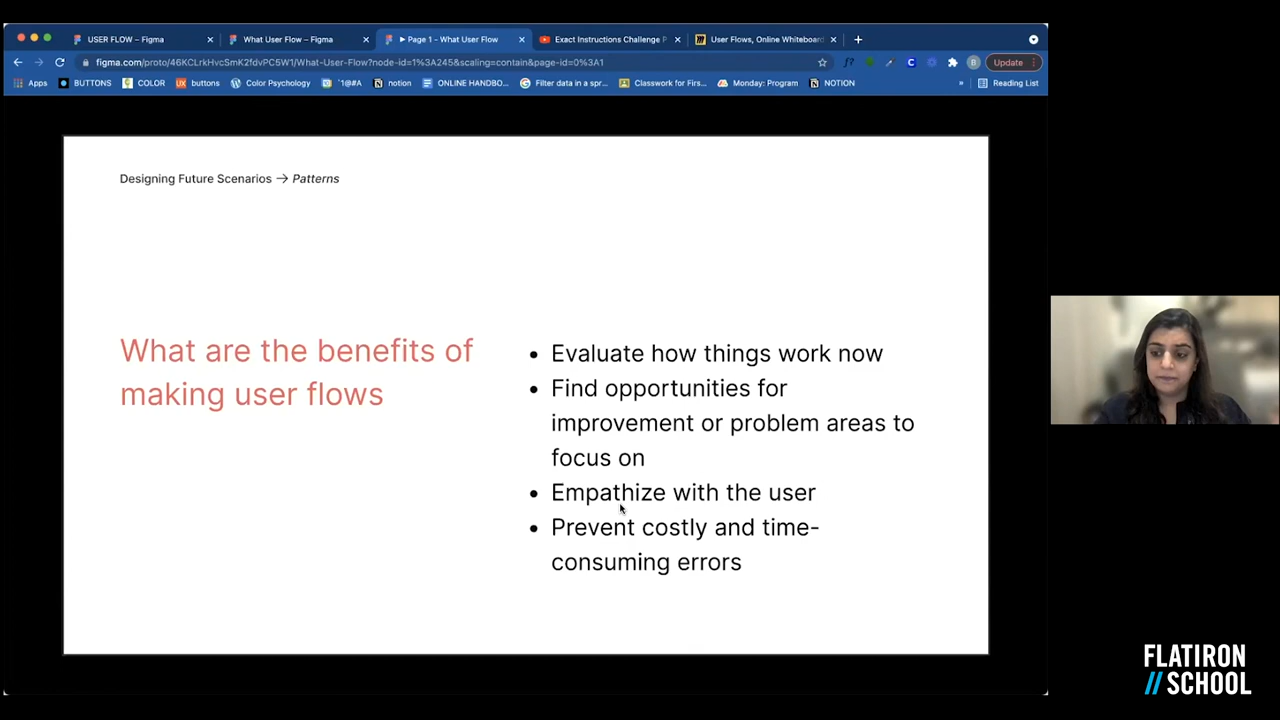 USER FLOW – Figma
What User Flow – Figma
Page 1 – What User Flow
Exact Instructions Challenge P
User Flows, Online Whiteboard
figma.com/proto/46KCLrkHvcSmK2fdvPC5W1/What-User-Flow?node-id=1%3A245&scaling=contain&page-id=0%3A1
Update
Apps
BUTTONS
COLOR
buttons
Color Psychology
`1@#A
notion
ONLINE HANDBO...
Filter data in a spr...
Classwork for Firs...
Monday: Program
NOTION
»
Reading List
Designing Future Scenarios → Patterns
What are the benefits of
making user flows
• Evaluate how things work now
• Find opportunities for
improvement or problem areas to
focus on
• Empathize with the user
• Prevent costly and time-
consuming errors
FLATIRON
// SCHOOL